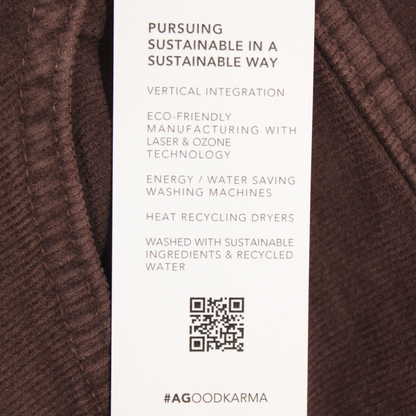 PURSUING
SUSTAINABLE IN A
SUSTAINABLE WAY
VERTICAL INTEGRATION
ECO-FRIENDLY
MANUFACTURING WITH
LASER & OZONE
TECHNOLOGY
ENERGY / WATER SAVING
WASHING MACHINES
HEAT RECYCLING DRYERS
WASHED WITH SUSTAINABLE
INGREDIENTS & RECYCLED
WATER
#AGOODKARMA